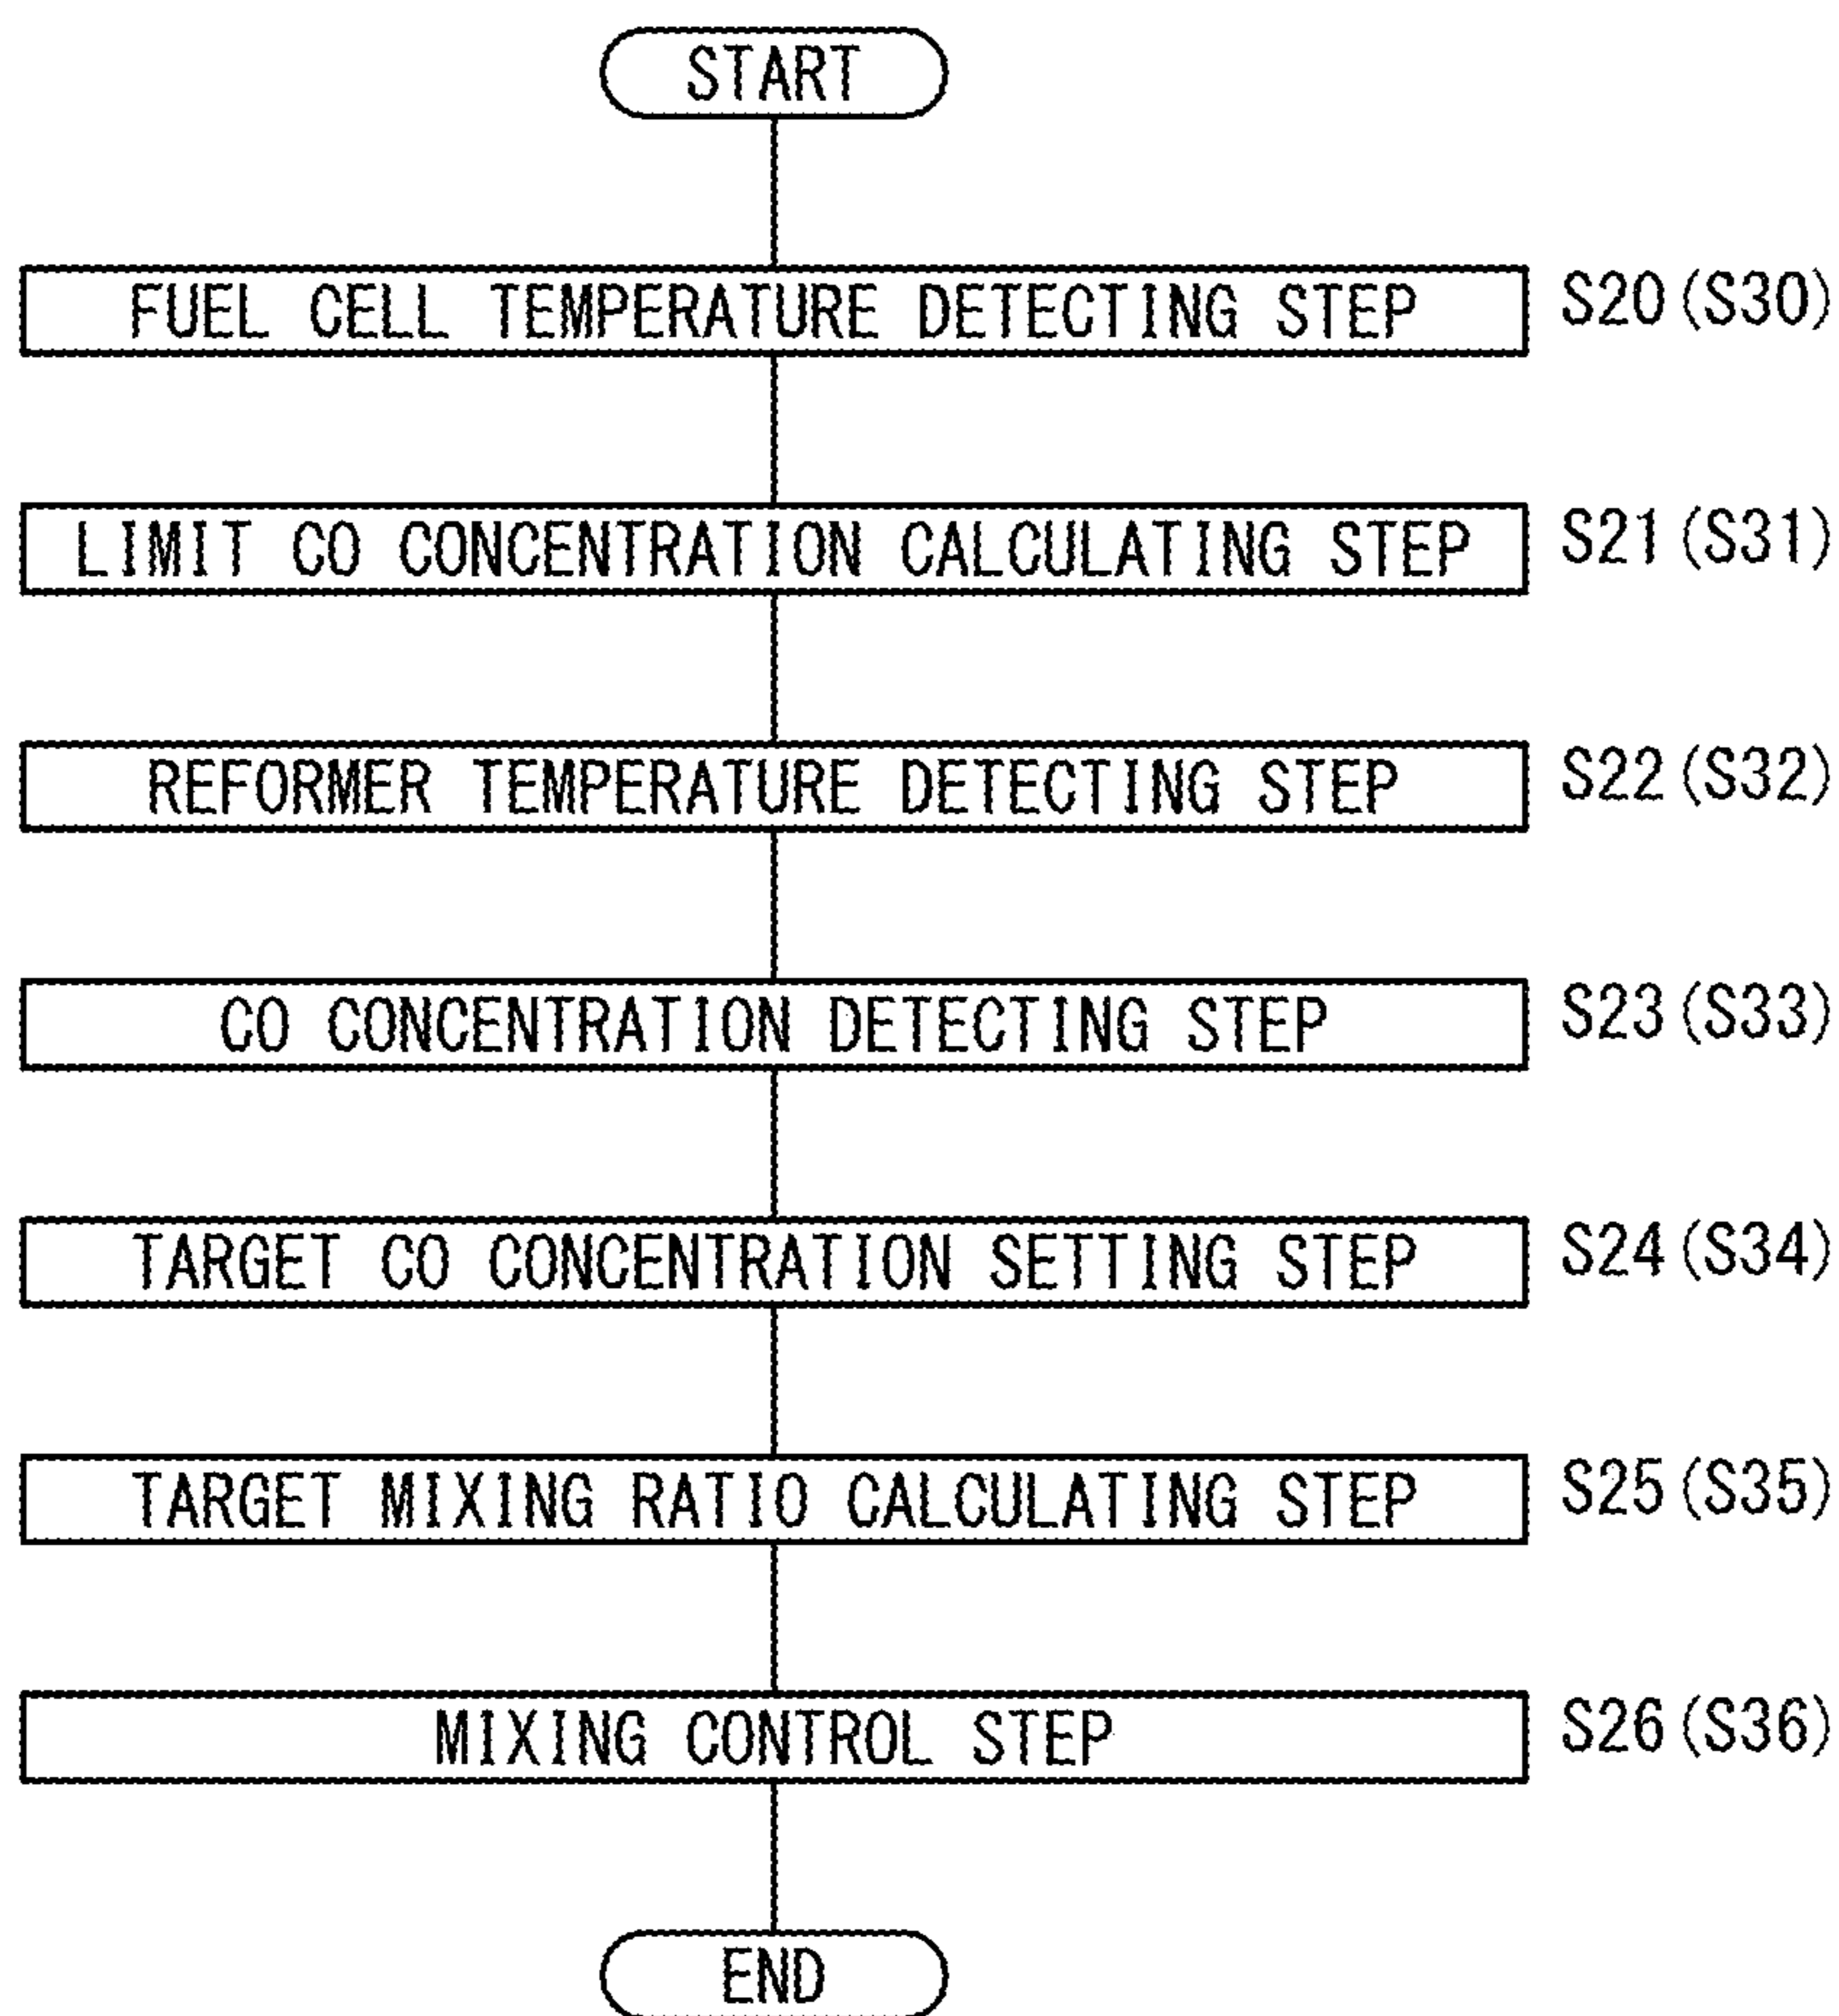 START
FUEL CELL TEMPERATURE DETECTING STEP S20(S30)
LIMIT CO CONCENTRATION CALCULATING STEP S21(S31)
REFORMER TEMPERATURE DETECTING STEP S22(S32)
CO CONCENTRATION DETECTING STEP S23(S33)
TARGET CO CONCENTRATION SETTING STEP S24(S34)
TARGET MIXING RATIO CALCULATING STEP S25(S35)
MIXING CONTROL STEP S26(S36)
END